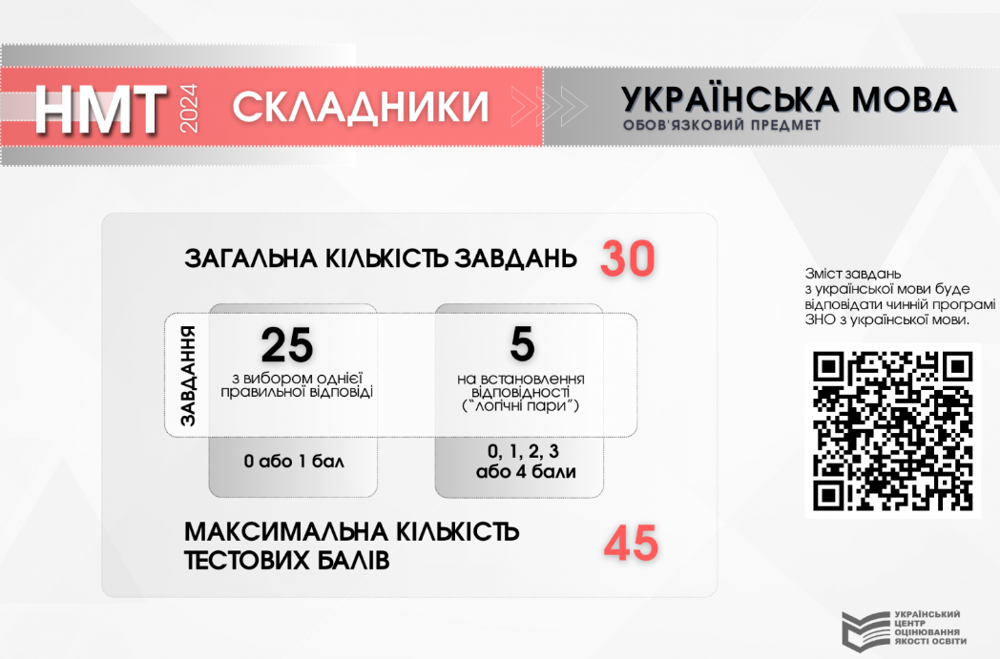 НМТ 2024 СКЛАДНИКИ
УКРАЇНСЬКА МОВА
ОБОВ'ЯЗКОВИЙ ПРЕДМЕТ
ЗАГАЛЬНА КІЛЬКІСТЬ ЗАВДАНЬ 30
ЗАВДАННЯ
25
з вибором однієї
правильної відповіді
0 або 1 бал
5
на встановлення
відповідності
("логічні пари")
0, 1, 2, 3
або 4 бали
МАКСИМАЛЬНА КІЛЬКІСТЬ
ТЕСТОВИХ БАЛІВ
45
Зміст завдань
з української мови буде
відповідати чинній програмі
ЗНО з української мови.
УКРАЇНСЬКИЙ
ЦЕНТР
ОЦІНЮВАННЯ
ЯКОСТІ ОСВІТИ